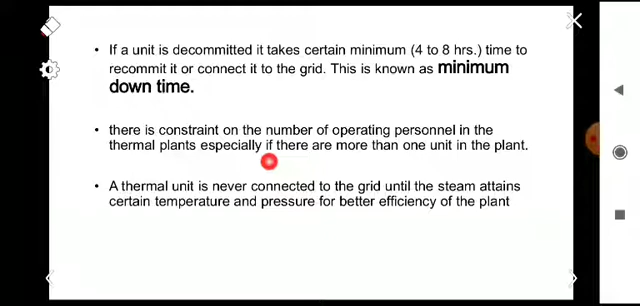 • If a unit is decommitted it takes certain minimum (4 to 8 hrs.) time to
recommit it or connect it to the grid. This is known as minimum
down time.
• there is constraint on the number of operating personnel in the
thermal plants especially if there are more than one unit in the plant.
• A thermal unit is never connected to the grid until the steam attains
certain temperature and pressure for better efficiency of the plant